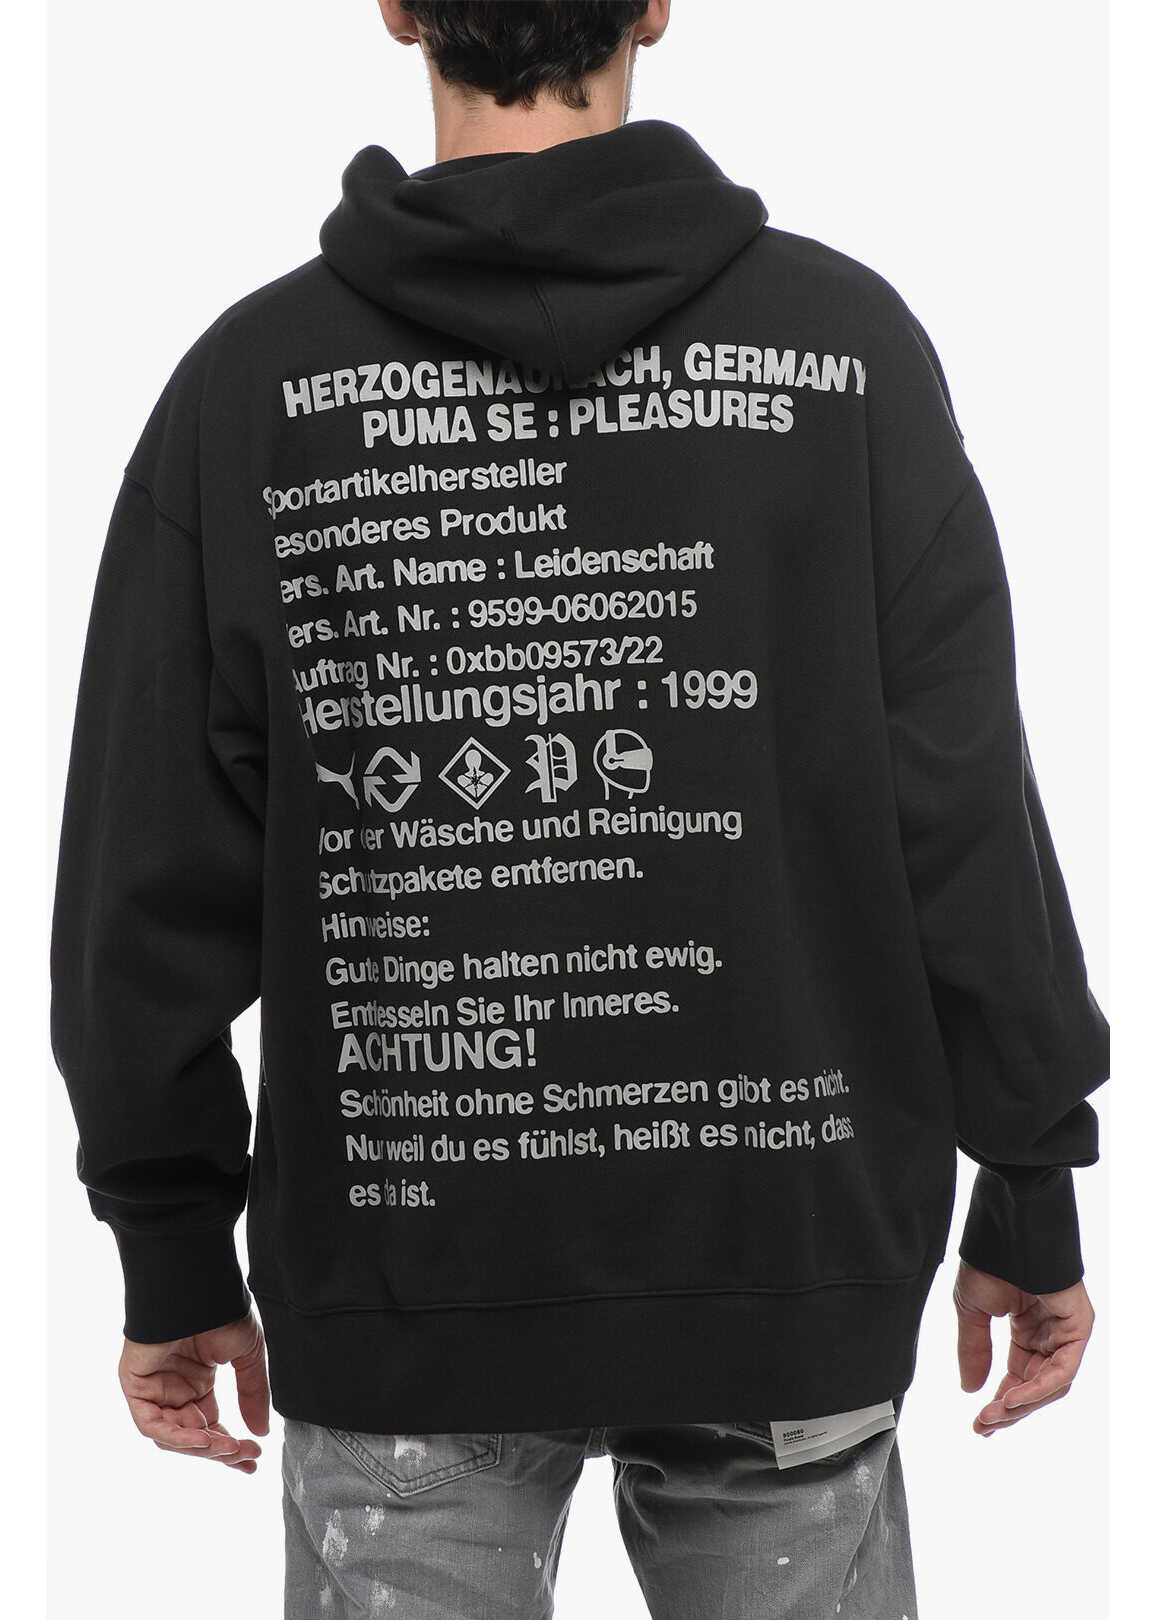 HERZOGENAURACH, GERMANY
PUMA SE : PLEASURES
Sportartikelhersteller
Besonderes Produkt
Vers. Art. Name : Leidenschaft
Vers. Art. Nr. : 9599-06062015
Auftrag Nr. : 0xbb09573/22
Herstellungsjahr : 1999
P
Vor der Wäsche und Reinigung
Schutzpakete entfernen.
Hinweise:
Gute Dinge halten nicht ewig.
Entfesseln Sie Ihr Inneres.
ACHTUNG!
Schönheit ohne Schmerzen gibt es nicht.
Nur weil du es fühlst, heißt es nicht, dass
es da ist.
900080